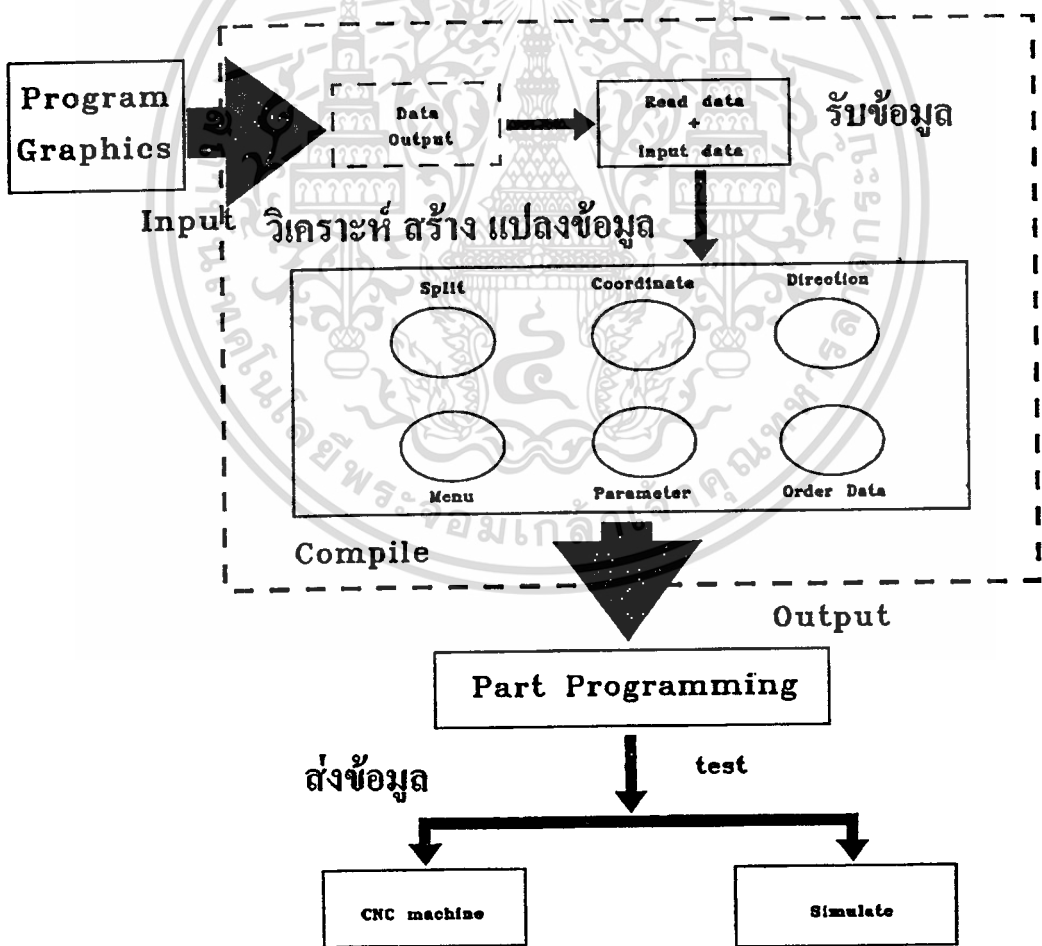 Program
Graphics
Input
Data
Output
Read data
+
Input data
รับข้อมูล
วิเคราะห์ สร้าง แปลงข้อมูล
Split
Coordinate
Direction
Menu
Parameter
Order Data
Compile
Output
Part Programming
ส่งข้อมูล
test
CNC machine
Simulate